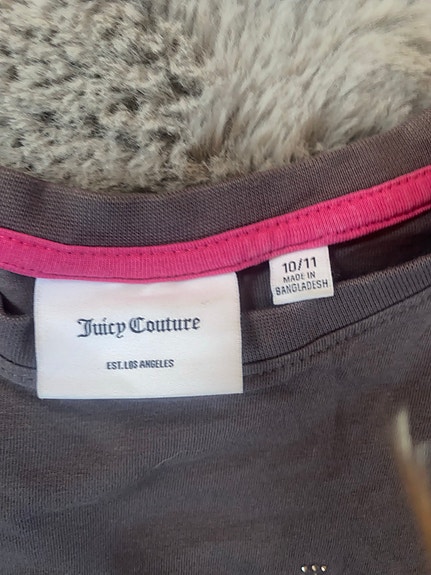 Juicy Couture
EST.LOS ANGELES
10/11
MADE IN
BANGLADESH